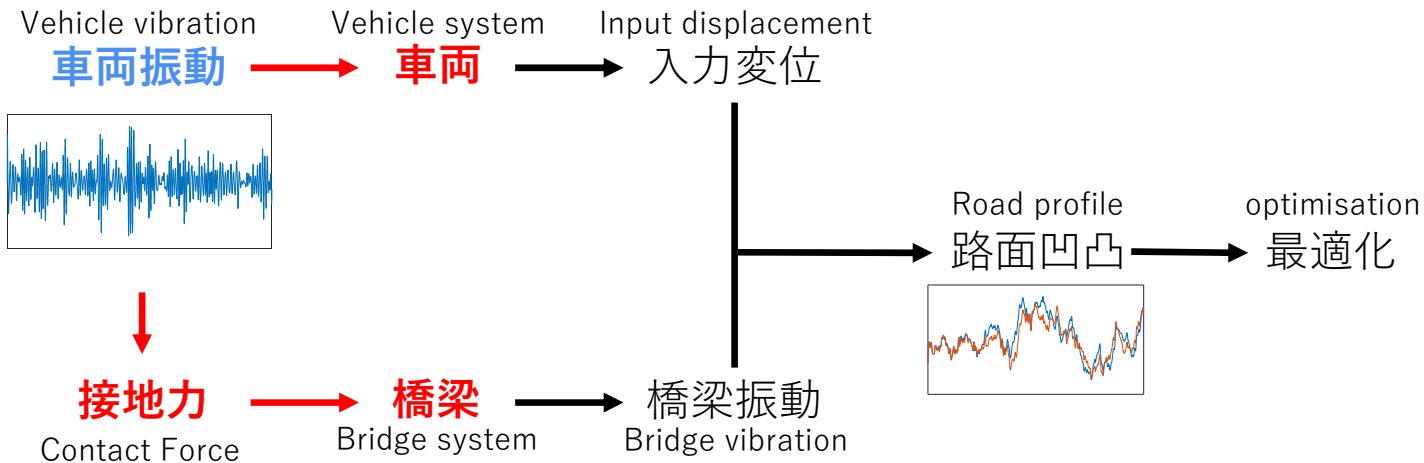 Vehicle vibration
車両振動
Vehicle system
車両
Input displacement
入力変位
Road profile
路面凹凸
optimisation
最適化
接地力
Contact Force
橋梁
Bridge system
橋梁振動
Bridge vibration